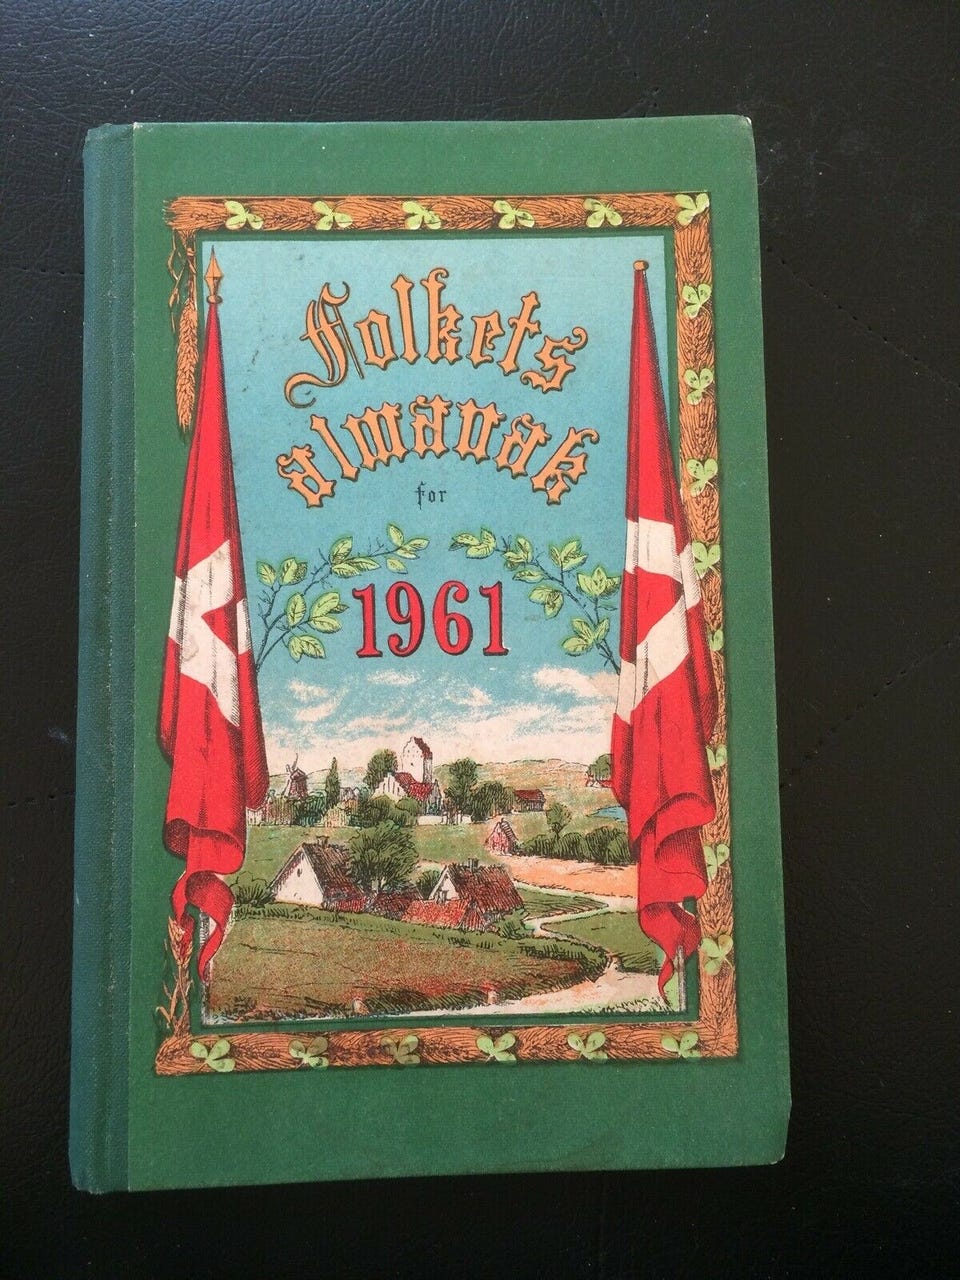 Folkets
almanak
for
1961